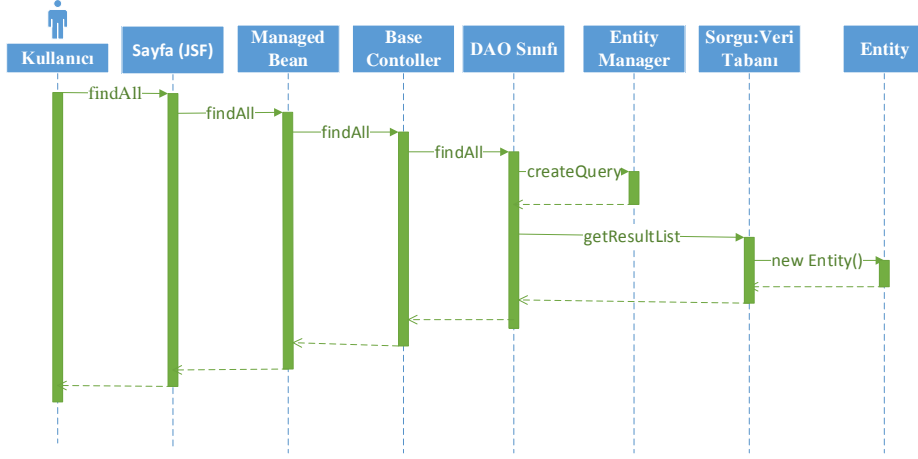 Kullanıcı
Sayfa (JSF)
Managed
Bean
Base
Contoller
DAO Sınıfı
Entity
Manager
Sorgu:Veri
Tabanı
Entity
findAll
findAll
findAll
findAll
createQuery
getResultList
new Entity()